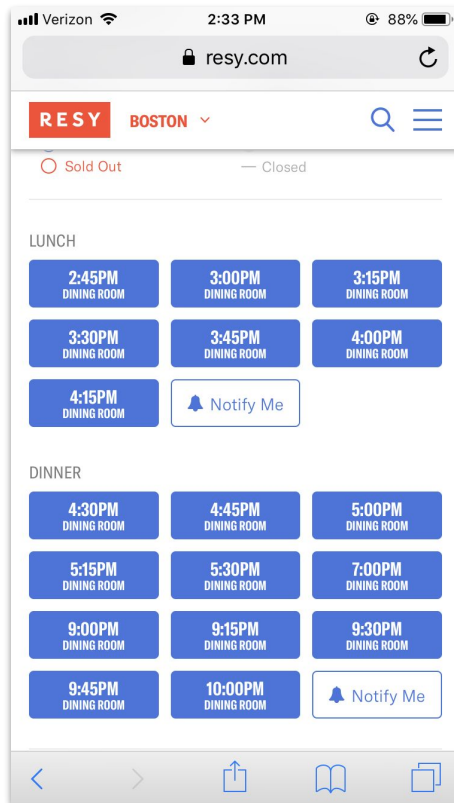 Verizon 2:33 PM 88%
resy.com
RESY BOSTON
Sold Out — Closed
LUNCH
2:45PM 3:00PM 3:15PM
DINING ROOM DINING ROOM DINING ROOM
3:30PM 3:45PM 4:00PM
DINING ROOM DINING ROOM DINING ROOM
4:15PM Notify Me
DINING ROOM
DINNER
4:30PM 4:45PM 5:00PM
DINING ROOM DINING ROOM DINING ROOM
5:15PM 5:30PM 7:00PM
DINING ROOM DINING ROOM DINING ROOM
9:00PM 9:15PM 9:30PM
DINING ROOM DINING ROOM DINING ROOM
9:45PM 10:00PM Notify Me
DINING ROOM DINING ROOM